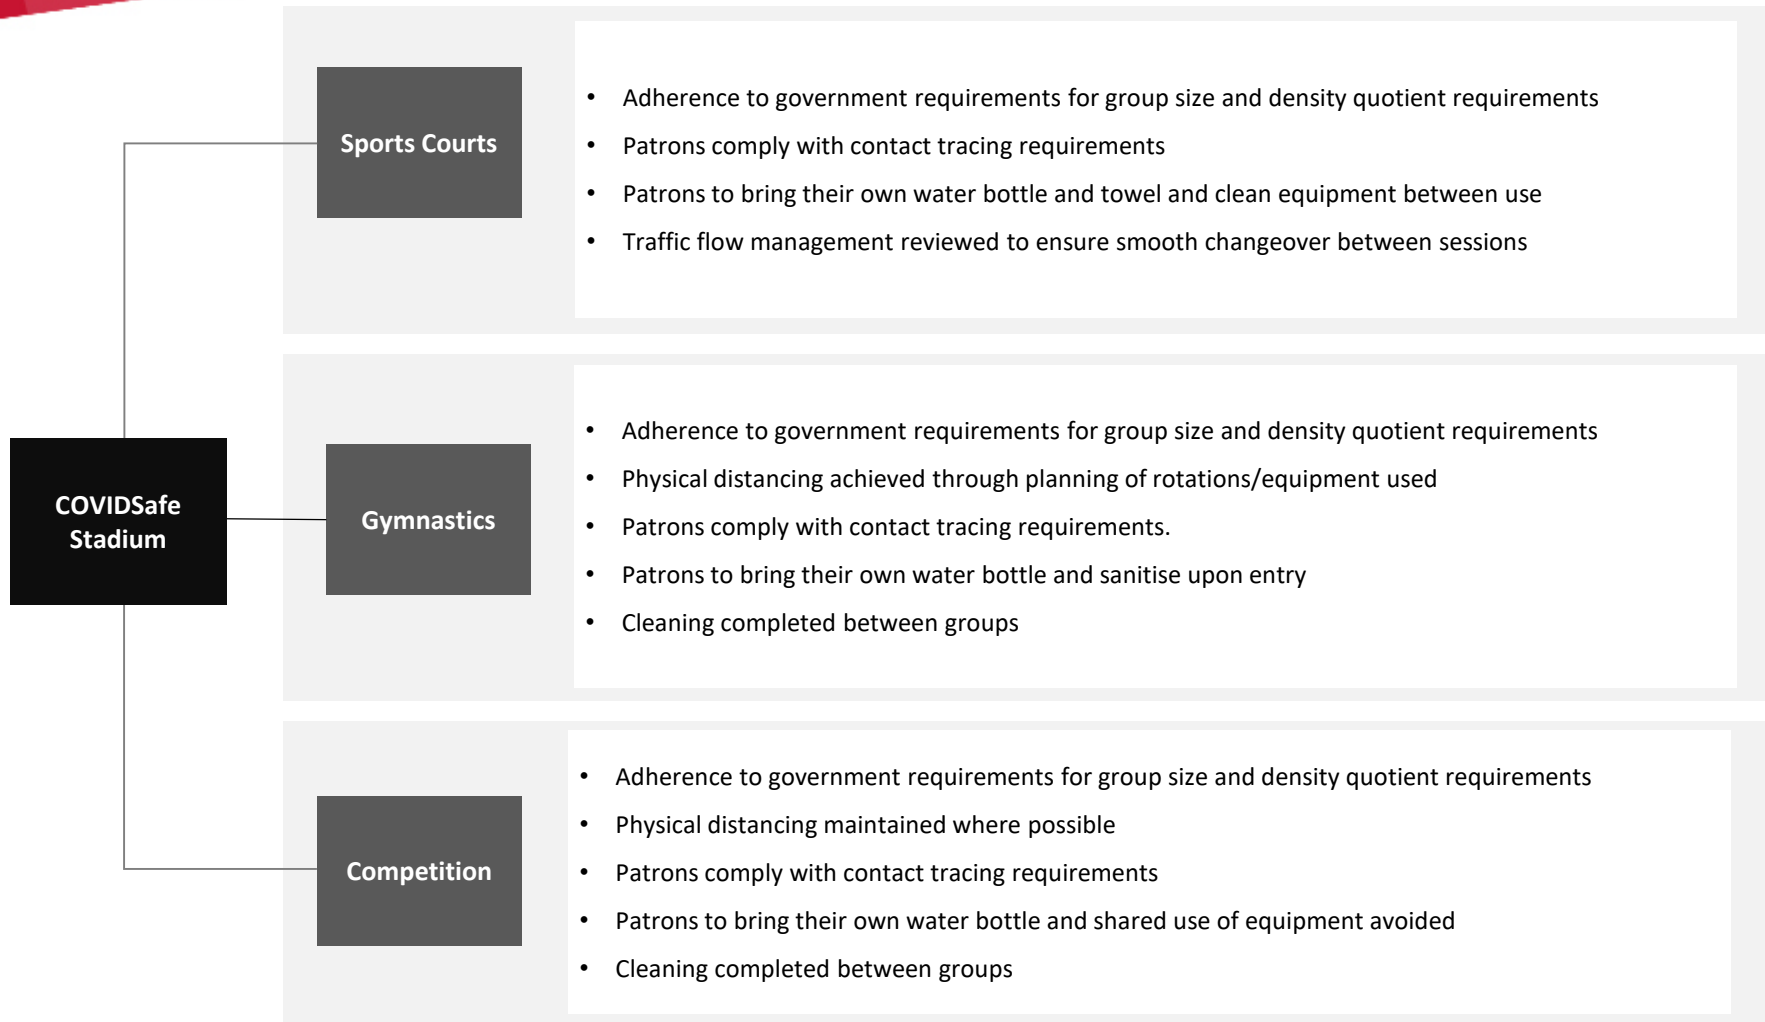 Sports Courts
• Adherence to government requirements for group size and density quotient requirements
• Patrons comply with contact tracing requirements
• Patrons to bring their own water bottle and towel and clean equipment between use
• Traffic flow management reviewed to ensure smooth changeover between sessions
COVIDSafe
Stadium
Gymnastics
• Adherence to government requirements for group size and density quotient requirements
• Physical distancing achieved through planning of rotations/equipment used
• Patrons comply with contact tracing requirements.
• Patrons to bring their own water bottle and sanitise upon entry
• Cleaning completed between groups
Competition
• Adherence to government requirements for group size and density quotient requirements
• Physical distancing maintained where possible
• Patrons comply with contact tracing requirements
• Patrons to bring their own water bottle and shared use of equipment avoided
• Cleaning completed between groups